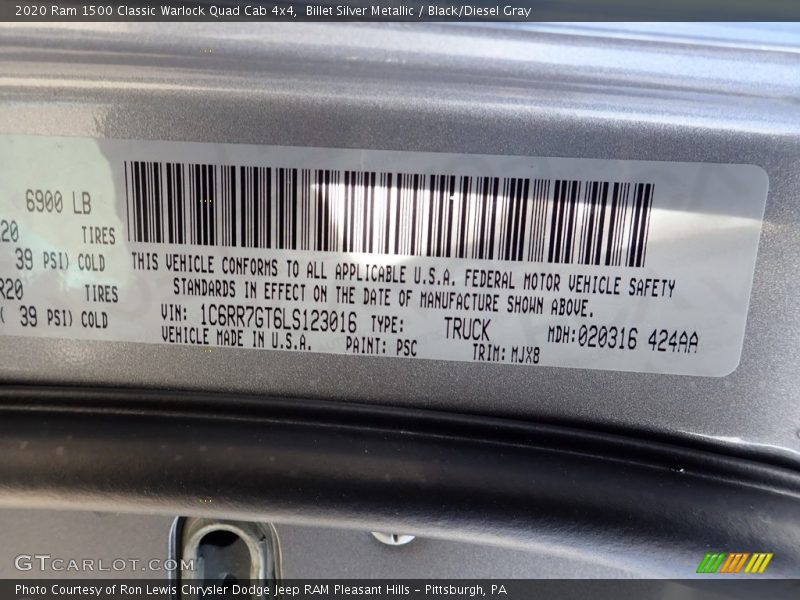 2020 Ram 1500 Classic Warlock Quad Cab 4x4, Billet Silver Metallic / Black/Diesel Gray
6900 LB
20 TIRES
39 PSI) COLD
R20 TIRES
( 39 PSI) COLD
THIS VEHICLE CONFORMS TO ALL APPLICABLE U.S.A. FEDERAL MOTOR VEHICLE SAFETY
STANDARDS IN EFFECT ON THE DATE OF MANUFACTURE SHOWN ABOVE.
VIN: 1C6RR7GT6LS123016 TYPE: TRUCK MDH:020316 424AA
VEHICLE MADE IN U.S.A. PAINT: PSC TRIM: MJX8
GTCARLOT.COM
Photo Courtesy of Ron Lewis Chrysler Dodge Jeep RAM Pleasant Hills - Pittsburgh, PA